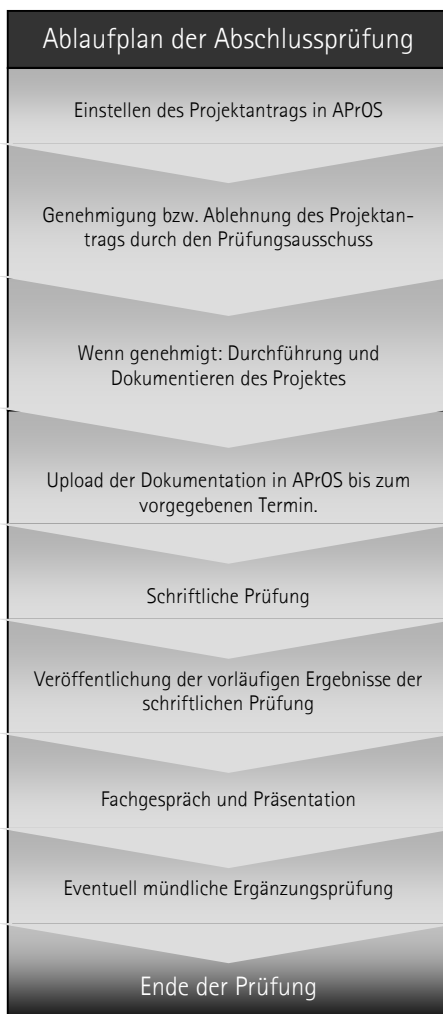 Ablaufplan der Abschlussprüfung
Einstellen des Projektantrags in APrOS
Genehmigung bzw. Ablehnung des Projektan-
trags durch den Prüfungsausschuss
Wenn genehmigt: Durchführung und
Dokumentieren des Projektes
Upload der Dokumentation in APrOS bis zum
vorgegebenen Termin.
Schriftliche Prüfung
Veröffentlichung der vorläufigen Ergebnisse der
schriftlichen Prüfung
Fachgespräch und Präsentation
Eventuell mündliche Ergänzungsprüfung
Ende der Prüfung